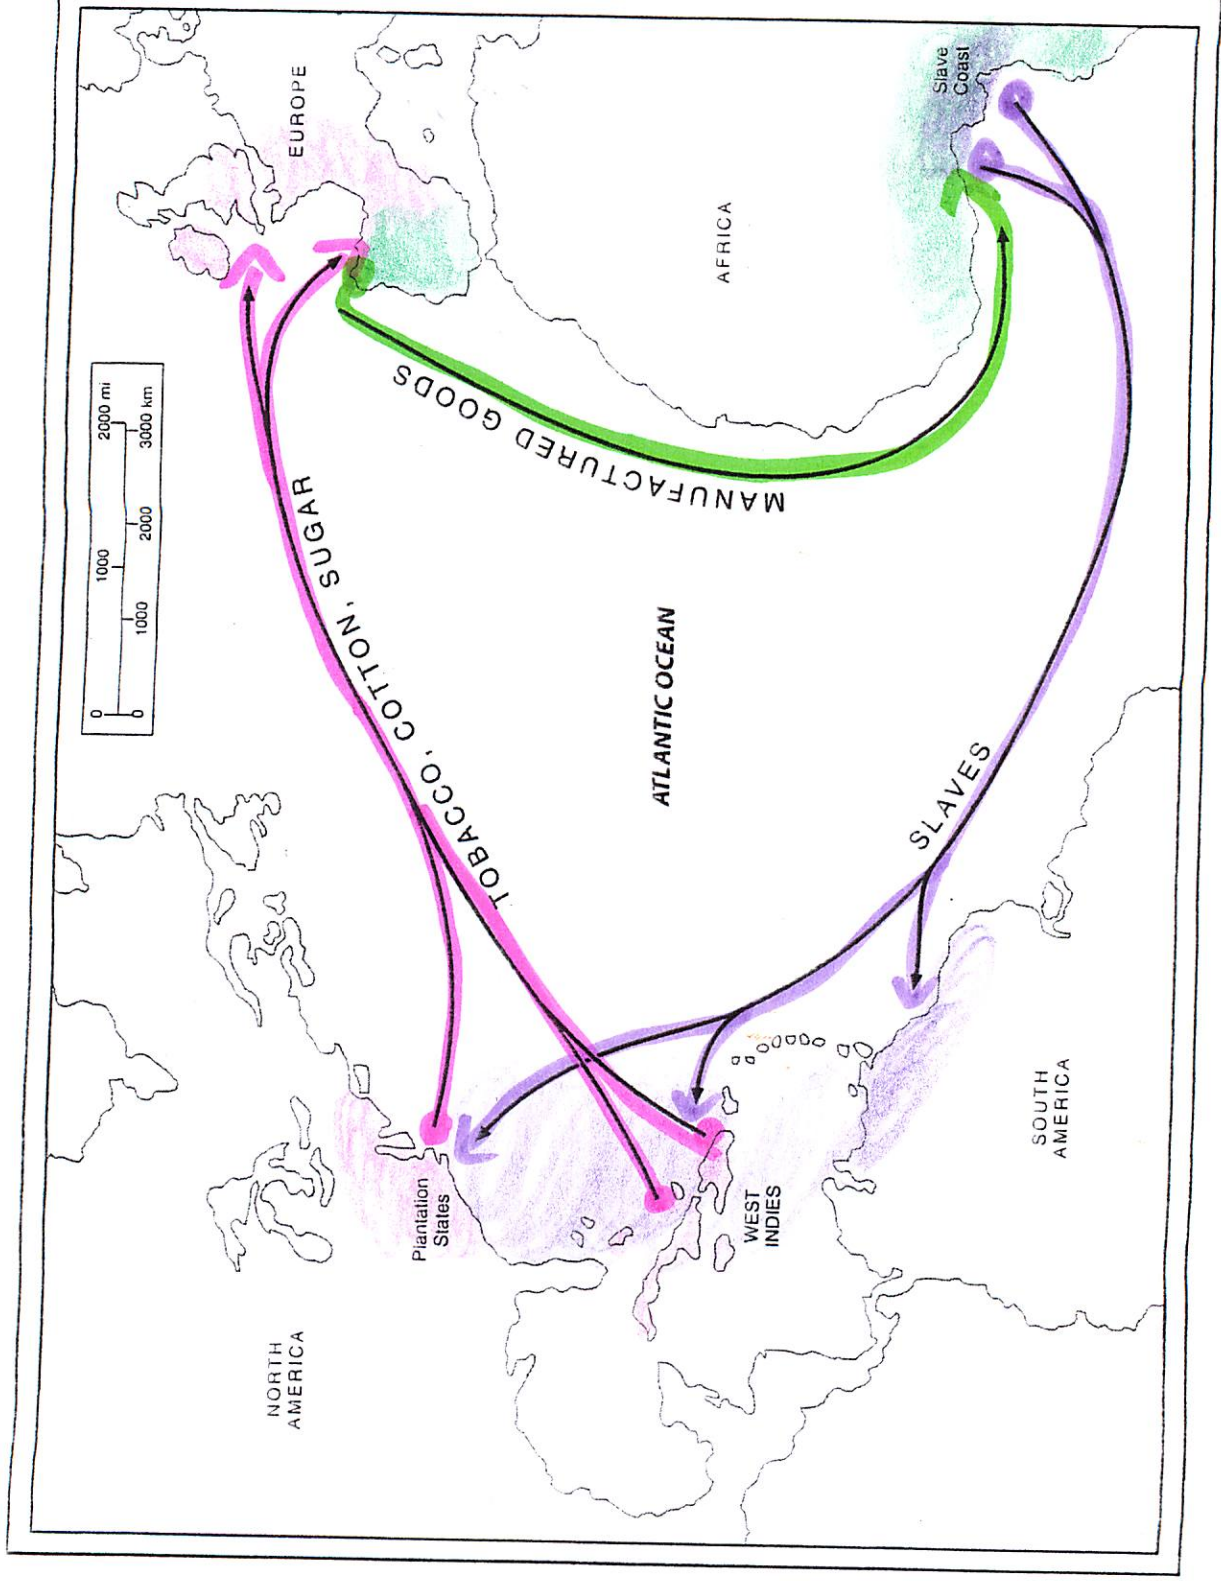 NORTH
AMERICA
Plantation
States
WEST
INDIES
SOUTH
AMERICA
TOBACCO, COTTON, SUGAR
SLAVES
ATLANTIC OCEAN
MANUFACTURED GOODS
0 1000 2000 mi
0 1000 2000 3000 km
EUROPE
AFRICA
Slave
Coast